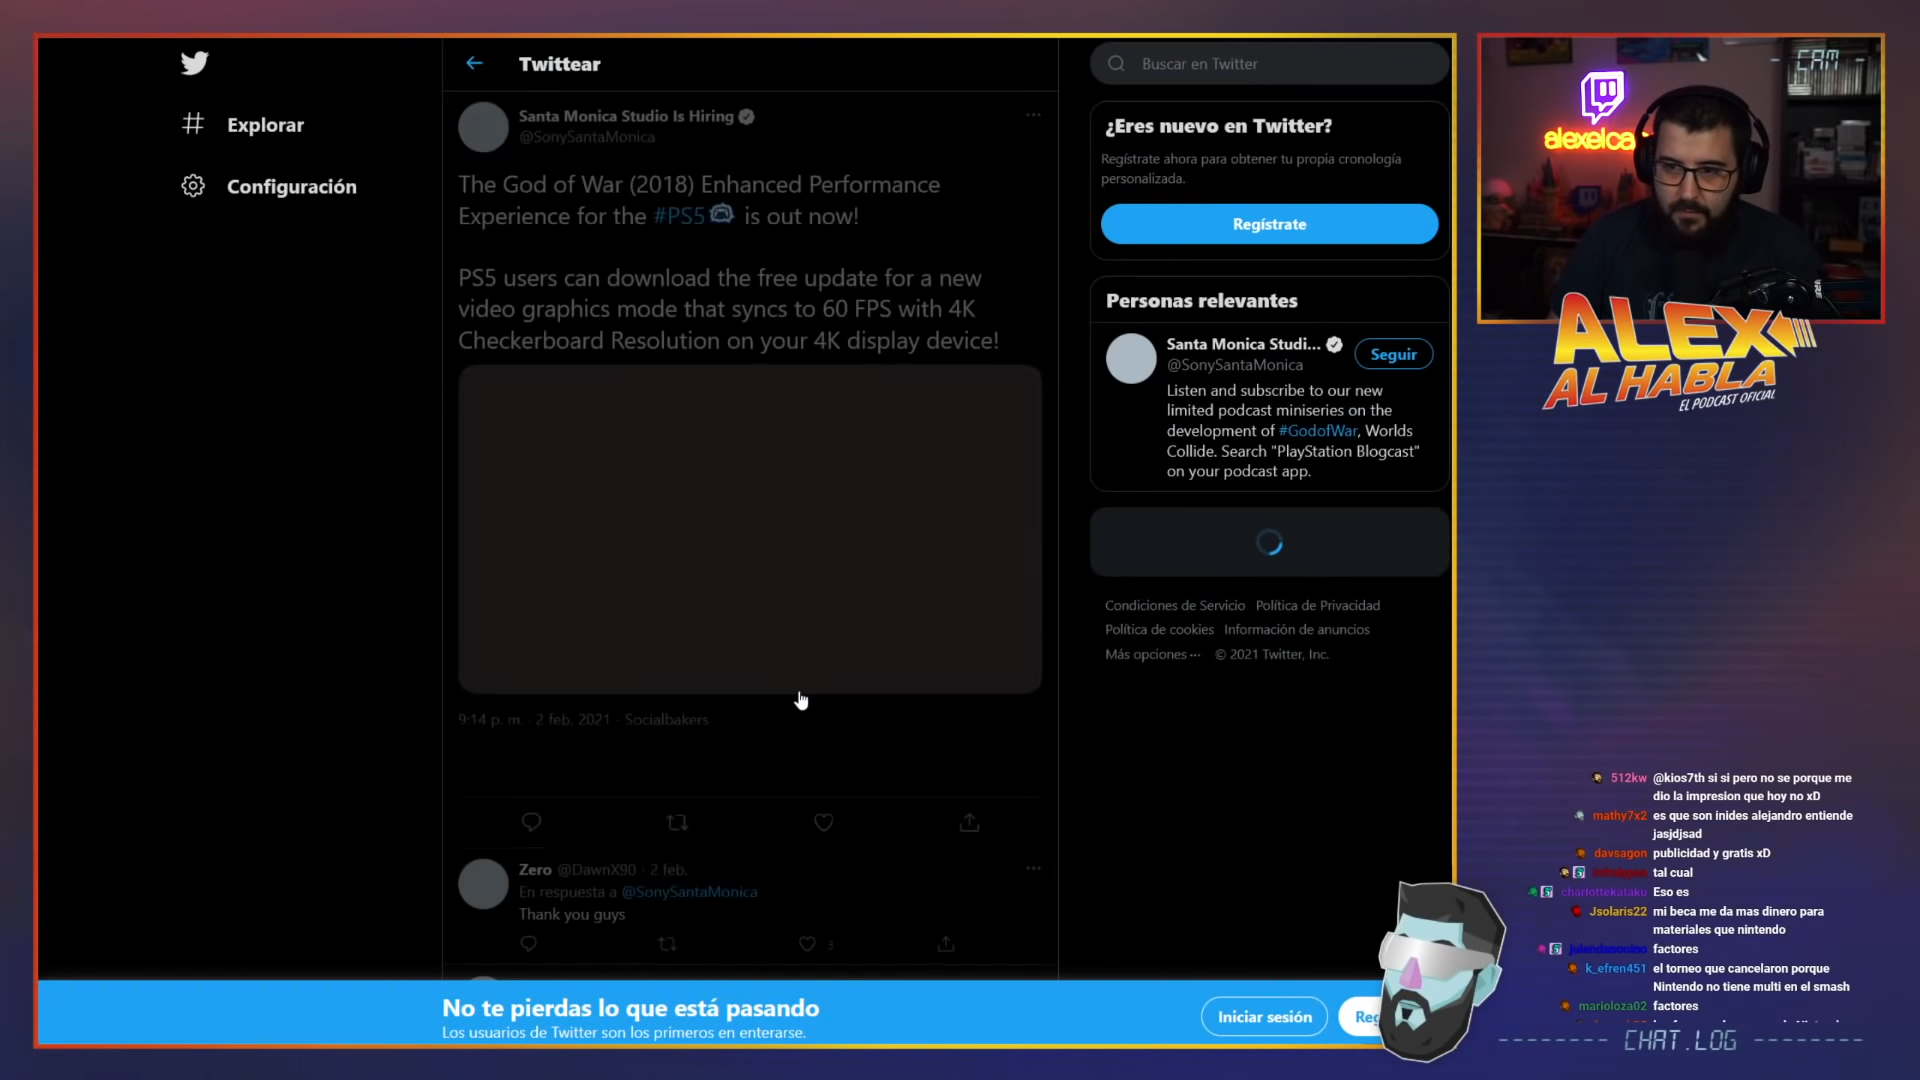 Twittear
Explorar
Configuración
Santa Monica Studio Is Hiring
@SonySantaMonica
The God of War (2018) Enhanced Performance
Experience for the #PS5 is out now!
PS5 users can download the free update for a new
video graphics mode that syncs to 60 FPS with 4K
Checkerboard Resolution on your 4K display device!
9:14 p. m. · 2 feb. 2021 · Socialbakers
Zero @DawnX90 · 2 feb.
En respuesta a @SonySantaMonica
Thank you guys
3
Buscar en Twitter
¿Eres nuevo en Twitter?
Regístrate ahora para obtener tu propia cronología
personalizada.
Regístrate
Personas relevantes
Santa Monica Studi...
Seguir
@SonySantaMonica
Listen and subscribe to our new
limited podcast miniseries on the
development of #GodofWar, Worlds
Collide. Search "PlayStation Blogcast"
on your podcast app.
Condiciones de Servicio Política de Privacidad
Política de cookies Información de anuncios
Más opciones ··· © 2021 Twitter, Inc.
No te pierdas lo que está pasando
Los usuarios de Twitter son los primeros en enterarse.
Iniciar sesión
CAM
alexelca
ALEX
AL HABLA
EL PODCAST OFICIAL
512kw @kios7th si si pero no se porque me
dio la impresion que hoy no xD
mathy7x2 es que son inides alejandro entiende
jasjdjsad
davsagon publicidad y gratis xD
tal cual
charlottekataku Eso es
Jsolaris22 mi beca me da mas dinero para
materiales que nintendo
factores
k_efren451 el torneo que cancelaron porque
Nintendo no tiene multi en el smash
marioloza02 factores
CHAT.LOG